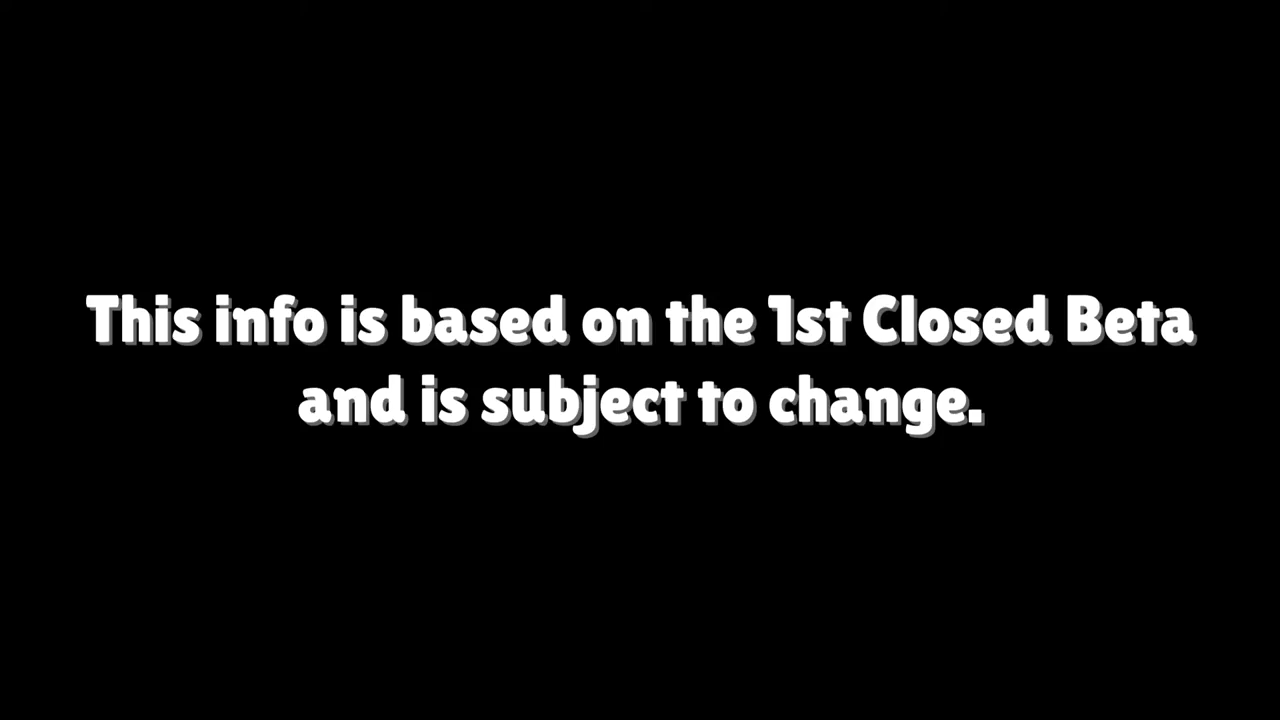 This info is based on the 1st Closed Beta
and is subject to change.